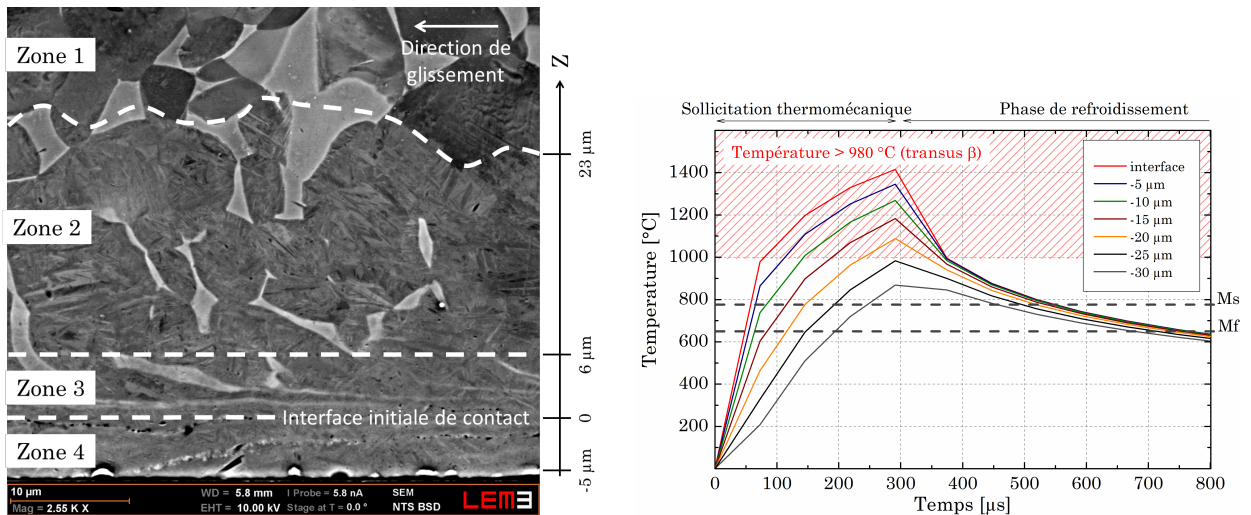 Zone 1
Direction de
glissement
Z
23 µm
Zone 2
6 µm
Zone 3
Interface initiale de contact
0
Zone 4
-5 µm
10 µm
Mag = 2.55 K X
WD = 5.8 mm
EHT = 10.00 kV
I Probe = 5.8 nA
Stage at T = 0.0 °
SEM
NTS BSD
LEM3
Sollicitation thermomécanique
Phase de refroidissement
Température > 980 °C (transus β)
interface
-5 µm
-10 µm
-15 µm
-20 µm
-25 µm
-30 µm
Temperature [°C]
1400
1200
1000
800
600
400
200
Ms
Mf
0
100
200
300
400
500
600
700
800
Temps [µs]